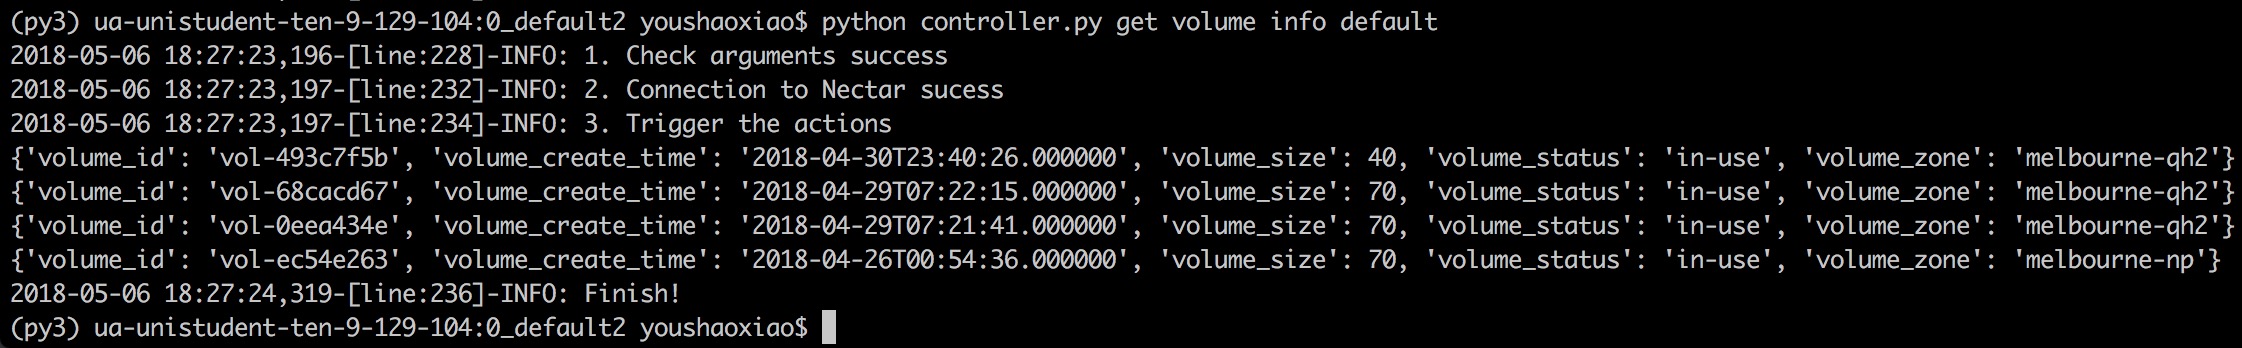 (py3) ua-unistudent-ten-9-129-104:0_default2 youshaoxiao$ python controller.py get volume info default
2018-05-06 18:27:23,196-[line:228]-INFO: 1. Check arguments success
2018-05-06 18:27:23,197-[line:232]-INFO: 2. Connection to Nectar sucess
2018-05-06 18:27:23,197-[line:234]-INFO: 3. Trigger the actions
{'volume_id': 'vol-493c7f5b', 'volume_create_time': '2018-04-30T23:40:26.000000', 'volume_size': 40, 'volume_status': 'in-use', 'volume_zone': 'melbourne-qh2'}
{'volume_id': 'vol-68cacd67', 'volume_create_time': '2018-04-29T07:22:15.000000', 'volume_size': 70, 'volume_status': 'in-use', 'volume_zone': 'melbourne-qh2'}
{'volume_id': 'vol-0eea434e', 'volume_create_time': '2018-04-29T07:21:41.000000', 'volume_size': 70, 'volume_status': 'in-use', 'volume_zone': 'melbourne-qh2'}
{'volume_id': 'vol-ec54e263', 'volume_create_time': '2018-04-26T00:54:36.000000', 'volume_size': 70, 'volume_status': 'in-use', 'volume_zone': 'melbourne-np'}
2018-05-06 18:27:24,319-[line:236]-INFO: Finish!
(py3) ua-unistudent-ten-9-129-104:0_default2 youshaoxiao$